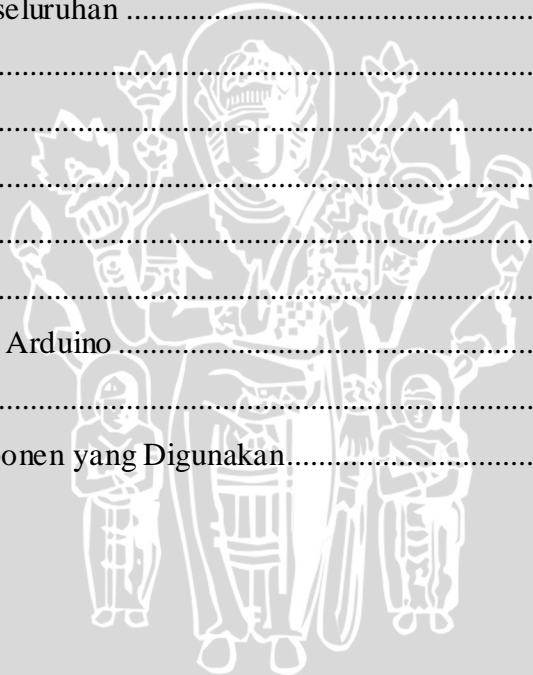 seluruhan ................................................
................................................................
................................................................
................................................................
................................................................
................................................................
Arduino .................................................
................................................................
onen yang Digunakan.............................